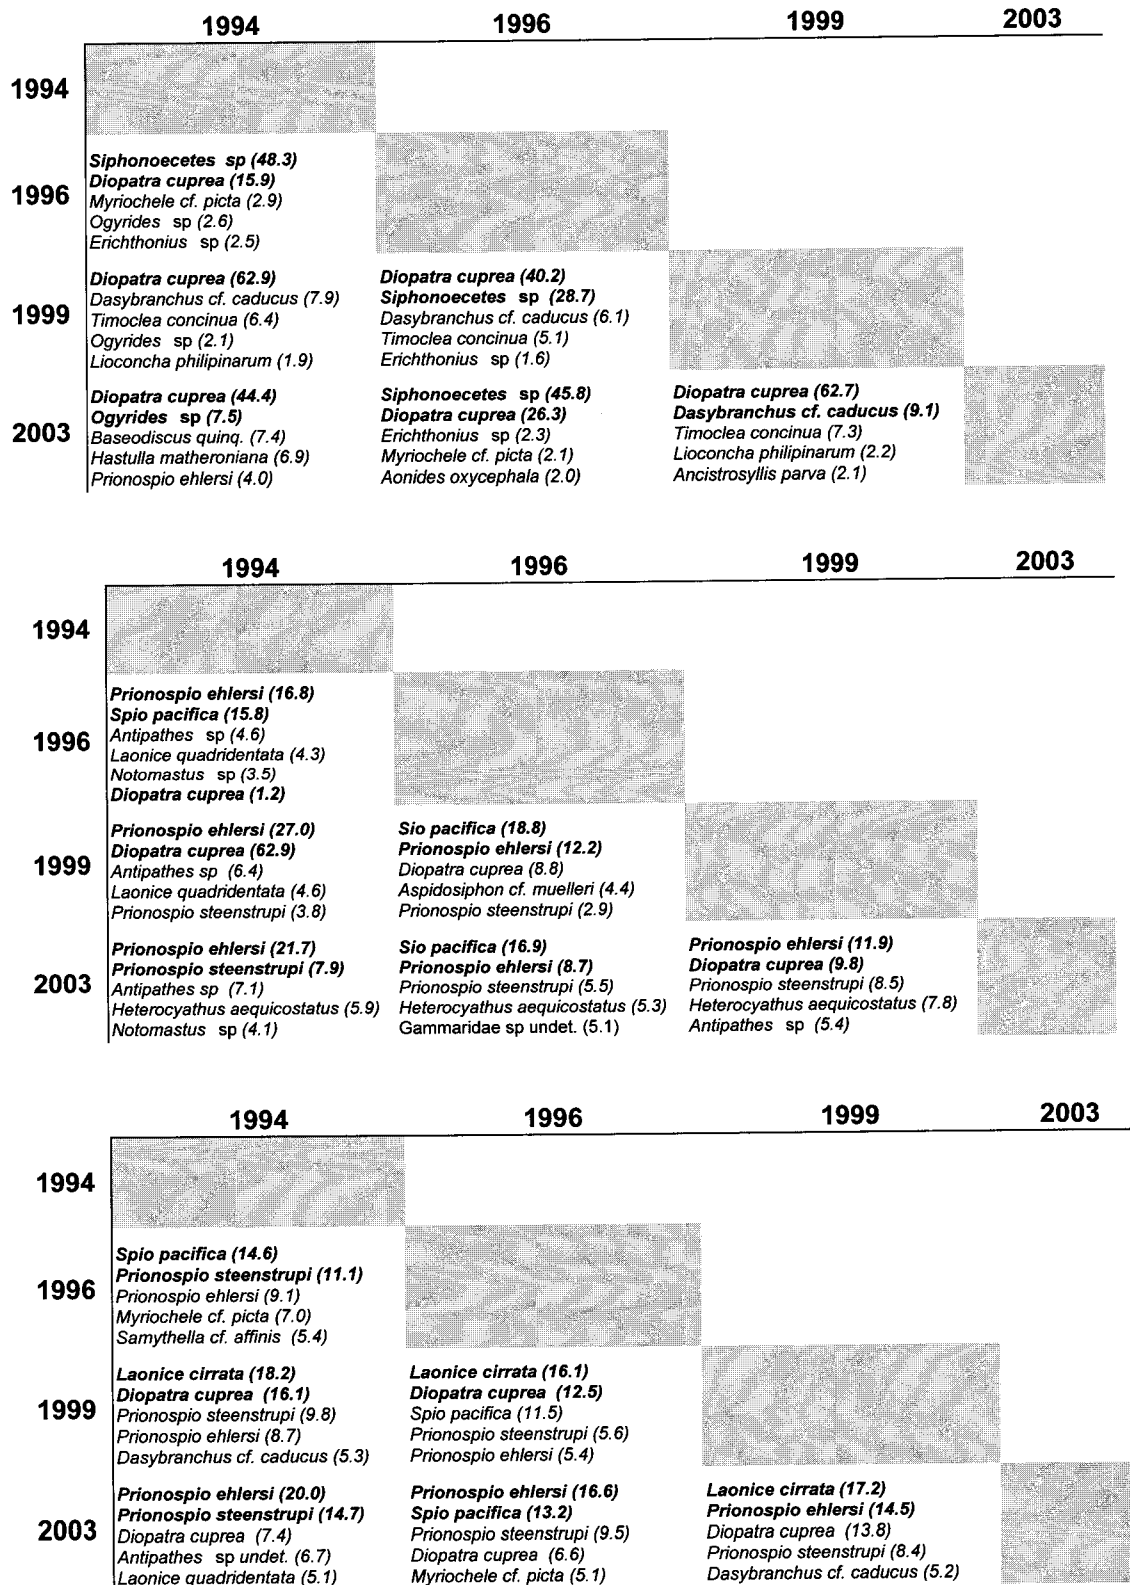 1994 1996 1999 2003
1994
1996
Siphonoecetes sp (48.3)
Diopatra cuprea (15.9)
Myriochele cf. picta (2.9)
Ogyrides sp (2.6)
Erichthonius sp (2.5)
1999
Diopatra cuprea (62.9)
Dasybranchus cf. caducus (7.9)
Timoclea concinua (6.4)
Ogyrides sp (2.1)
Lioconcha philipinarum (1.9)
Diopatra cuprea (40.2)
Siphonoecetes sp (28.7)
Dasybranchus cf. caducus (6.1)
Timoclea concinua (5.1)
Erichthonius sp (1.6)
2003
Diopatra cuprea (44.4)
Ogyrides sp (7.5)
Baseodiscus quinq. (7.4)
Hastulla matheroniana (6.9)
Prionospio ehlersi (4.0)
Siphonoecetes sp (45.8)
Diopatra cuprea (26.3)
Erichthonius sp (2.3)
Myriochele cf. picta (2.1)
Aonides oxycephala (2.0)
Diopatra cuprea (62.7)
Dasybranchus cf. caducus (9.1)
Timoclea concinua (7.3)
Lioconcha philipinarum (2.2)
Ancistrosyllis parva (2.1)
1994 1996 1999 2003
1994
1996
Prionospio ehlersi (16.8)
Spio pacifica (15.8)
Antipathes sp (4.6)
Laonice quadridentata (4.3)
Notomastus sp (3.5)
Diopatra cuprea (1.2)
1999
Prionospio ehlersi (27.0)
Diopatra cuprea (62.9)
Antipathes sp (6.4)
Laonice quadridentata (4.6)
Prionospio steenstrupi (3.8)
Sio pacifica (18.8)
Prionospio ehlersi (12.2)
Diopatra cuprea (8.8)
Aspidosiphon cf. muelleri (4.4)
Prionospio steenstrupi (2.9)
2003
Prionospio ehlersi (21.7)
Prionospio steenstrupi (7.9)
Antipathes sp (7.1)
Heterocyathus aequicostatus (5.9)
Notomastus sp (4.1)
Sio pacifica (16.9)
Prionospio ehlersi (8.7)
Prionospio steenstrupi (5.5)
Heterocyathus aequicostatus (5.3)
Gammaridae sp undet. (5.1)
Prionospio ehlersi (11.9)
Diopatra cuprea (9.8)
Prionospio steenstrupi (8.5)
Heterocyathus aequicostatus (7.8)
Antipathes sp (5.4)
1994 1996 1999 2003
1994
1996
Spio pacifica (14.6)
Prionospio steenstrupi (11.1)
Prionospio ehlersi (9.1)
Myriochele cf. picta (7.0)
Samythella cf. affinis (5.4)
1999
Laonice cirrata (18.2)
Diopatra cuprea (16.1)
Prionospio steenstrupi (9.8)
Prionospio ehlersi (8.7)
Dasybranchus cf. caducus (5.3)
Laonice cirrata (16.1)
Diopatra cuprea (12.5)
Spio pacifica (11.5)
Prionospio steenstrupi (5.6)
Prionospio ehlersi (5.4)
2003
Prionospio ehlersi (20.0)
Prionospio steenstrupi (14.7)
Diopatra cuprea (7.4)
Antipathes sp undet. (6.7)
Laonice quadridentata (5.1)
Prionospio ehlersi (16.6)
Spio pacifica (13.2)
Prionospio steenstrupi (9.5)
Diopatra cuprea (6.6)
Myriochele cf. picta (5.1)
Laonice cirrata (17.2)
Prionospio ehlersi (14.5)
Diopatra cuprea (13.8)
Prionospio steenstrupi (8.4)
Dasybranchus cf. caducus (5.2)